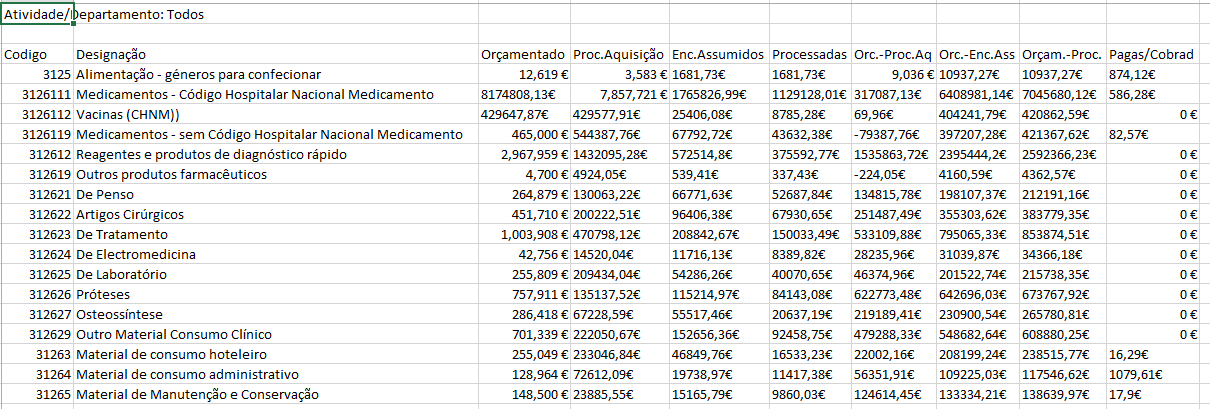 Atividade/Departamento: Todos
Codigo Designação Orçamentado Proc.Aquisição Enc.Assumidos Processadas Orc.-Proc.Aq Orc.-Enc.Ass Orçam.-Proc. Pagas/Cobrad
3125 Alimentação - géneros para confecionar 12,619 € 3,583 € 1681,73€ 1681,73€ 9,036 € 10937,27€ 10937,27€ 874,12€
3126111 Medicamentos - Código Hospitalar Nacional Medicamento 8174808,13€ 7,857,721 € 1765826,99€ 1129128,01€ 317087,13€ 6408981,14€ 7045680,12€ 586,28€
3126112 Vacinas (CHNM)) 429647,87€ 429577,91€ 25406,08€ 8785,28€ 69,96€ 404241,79€ 420862,59€ 0 €
3126119 Medicamentos - sem Código Hospitalar Nacional Medicamento 465,000 € 544387,76€ 67792,72€ 43632,38€ -79387,76€ 397207,28€ 421367,62€ 82,57€
312612 Reagentes e produtos de diagnóstico rápido 2,967,959 € 1432095,28€ 572514,8€ 375592,77€ 1535863,72€ 2395444,2€ 2592366,23€ 0 €
312619 Outros produtos farmacêuticos 4,700 € 4924,05€ 539,41€ 337,43€ -224,05€ 4160,59€ 4362,57€ 0 €
312621 De Penso 264,879 € 130063,22€ 66771,63€ 52687,84€ 134815,78€ 198107,37€ 212191,16€ 0 €
312622 Artigos Cirúrgicos 451,710 € 200222,51€ 96406,38€ 67930,65€ 251487,49€ 355303,62€ 383779,35€ 0 €
312623 De Tratamento 1,003,908 € 470798,12€ 208842,67€ 150033,49€ 533109,88€ 795065,33€ 853874,51€ 0 €
312624 De Electromedicina 42,756 € 14520,04€ 11716,13€ 8389,82€ 28235,96€ 31039,87€ 34366,18€ 0 €
312625 De Laboratório 255,809 € 209434,04€ 54286,26€ 40070,65€ 46374,96€ 201522,74€ 215738,35€ 0 €
312626 Próteses 757,911 € 135137,52€ 115214,97€ 84143,08€ 622773,48€ 642696,03€ 673767,92€ 0 €
312627 Osteossíntese 286,418 € 67228,59€ 55517,46€ 20637,19€ 219189,41€ 230900,54€ 265780,81€ 0 €
312629 Outro Material Consumo Clínico 701,339 € 222050,67€ 152656,36€ 92458,75€ 479288,33€ 548682,64€ 608880,25€ 0 €
31263 Material de consumo hoteleiro 255,049 € 233046,84€ 46849,76€ 16533,23€ 22002,16€ 208199,24€ 238515,77€ 16,29€
31264 Material de consumo administrativo 128,964 € 72612,09€ 19738,97€ 11417,38€ 56351,91€ 109225,03€ 117546,62€ 1079,61€
31265 Material de Manutenção e Conservação 148,500 € 23885,55€ 15165,79€ 9860,03€ 124614,45€ 133334,21€ 138639,97€ 17,9€